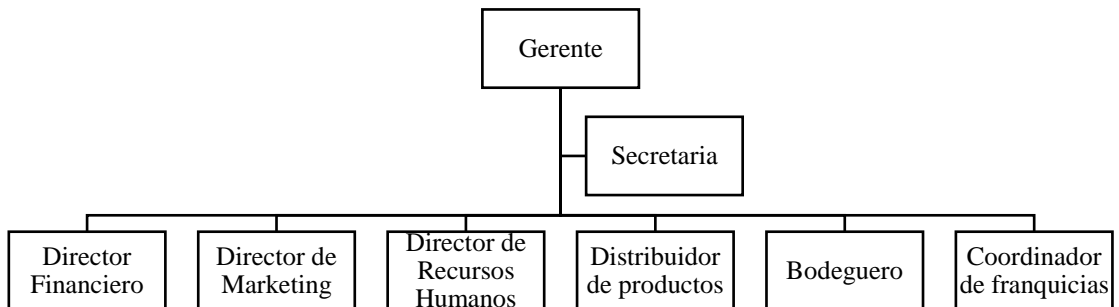 Gerente
Secretaria
Director
Financiero
Director de
Marketing
Director de
Recursos
Humanos
Distribuidor
de productos
Bodeguero
Coordinador
de franquicias